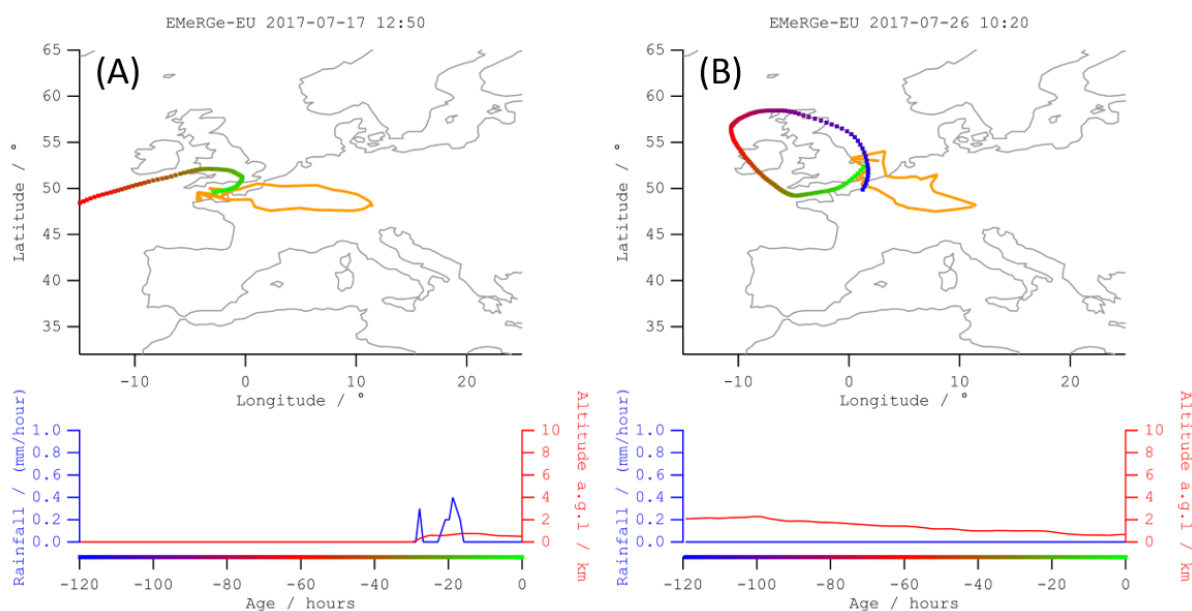 EMeRGe-EU 2017-07-17 12:50
(A)
65
60
55
50
45
40
35
Latitude / °
-10 0 10 20
Longitude / °
Rainfall / (mm/hour)
1.0
0.8
0.6
0.4
0.2
0.0
10
8
6
4
2
0
Altitude a.g.l / km
-120 -100 -80 -60 -40 -20 0
Age / hours
EMeRGe-EU 2017-07-26 10:20
(B)
65
60
55
50
45
40
35
Latitude / °
-10 0 10 20
Longitude / °
Rainfall / (mm/hour)
1.0
0.8
0.6
0.4
0.2
0.0
10
8
6
4
2
0
Altitude a.g.l / km
-120 -100 -80 -60 -40 -20 0
Age / hours